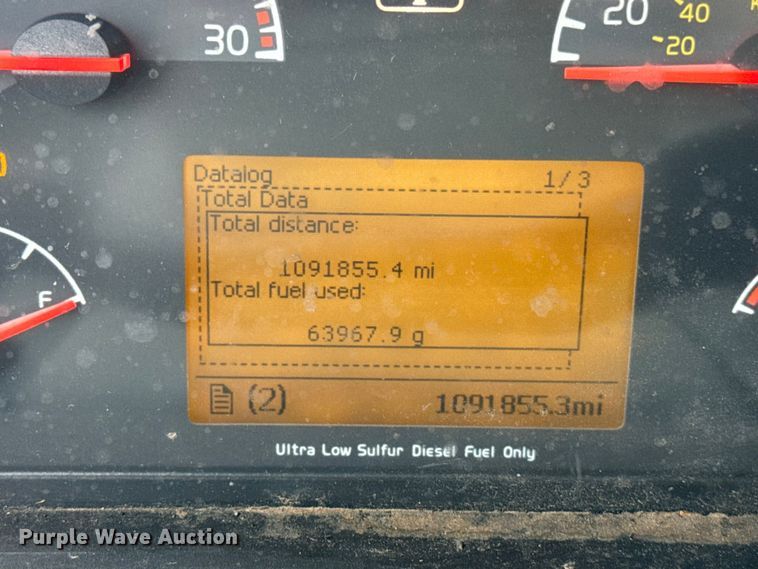 30
20
40
20
Datalog 1/3
Total Data
Total distance:
1091855.4 mi
Total fuel used:
63967.9 g
(2) 1091855.3mi
F
Ultra Low Sulfur Diesel Fuel Only
Purple Wave Auction®